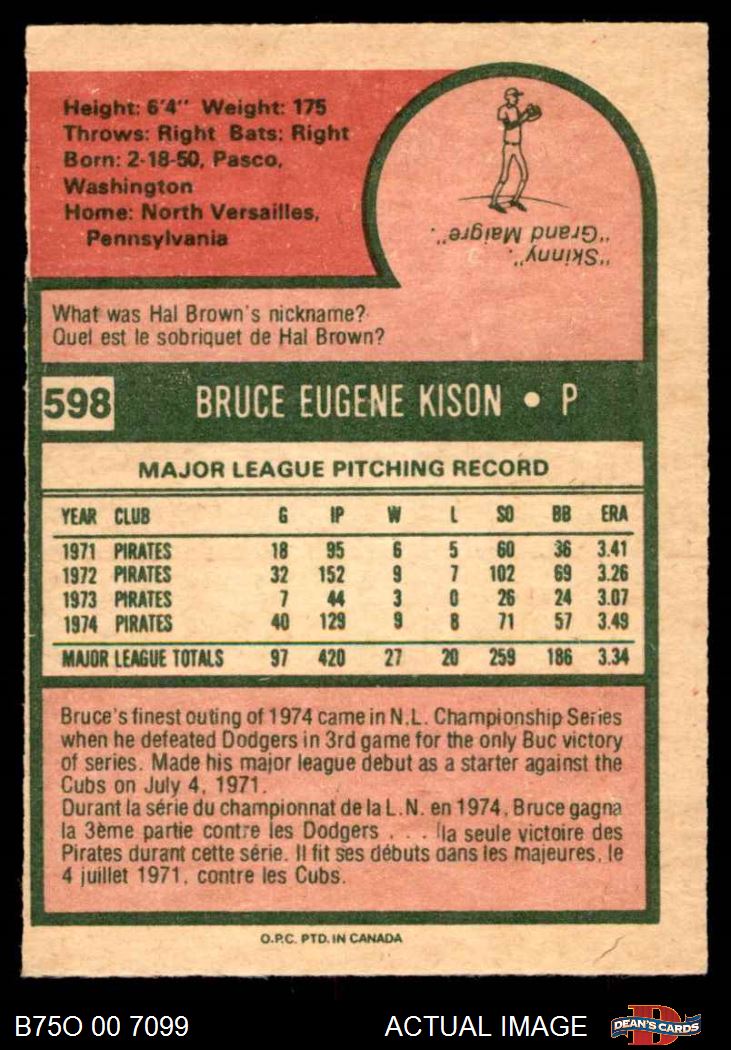 Height: 6'4" Weight: 175
Throws: Right Bats: Right
Born: 2-18-50, Pasco,
Washington
Home: North Versailles,
Pennsylvania
"Skinny".
"Grand Maigre".
What was Hal Brown's nickname?
Quel est le sobriquet de Hal Brown?
598 BRUCE EUGENE KISON • P
MAJOR LEAGUE PITCHING RECORD
YEAR CLUB G IP W L SO BB ERA
1971 PIRATES 18 95 6 5 60 36 3.41
1972 PIRATES 32 152 9 7 102 69 3.26
1973 PIRATES 7 44 3 0 26 24 3.07
1974 PIRATES 40 129 9 8 71 57 3.49
MAJOR LEAGUE TOTALS 97 420 27 20 259 186 3.34
Bruce's finest outing of 1974 came in N.L. Championship Series
when he defeated Dodgers in 3rd game for the only Buc victory
of series. Made his major league debut as a starter against the
Cubs on July 4, 1971.
Durant la série du championnat de la L.N. en 1974, Bruce gagna
la 3ème partie contre les Dodgers . . . la seule victoire des
Pirates durant cette série. Il fit ses débuts dans les majeures, le
4 juillet 1971, contre les Cubs.
O.P.C. PTD. IN CANADA
B75O 00 7099
ACTUAL IMAGE
D
DEAN'S CARDS